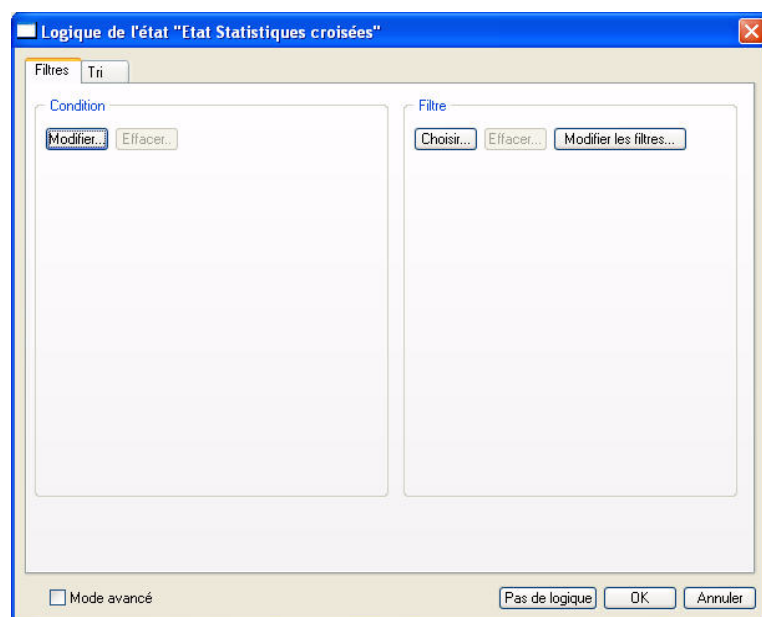 Logique de l'état "Etat Statistiques croisées"
Filtres Tri
Condition
Modifier... Effacer..
Filtre
Choisir... Effacer... Modifier les filtres...
Mode avancé
Pas de logique OK Annuler